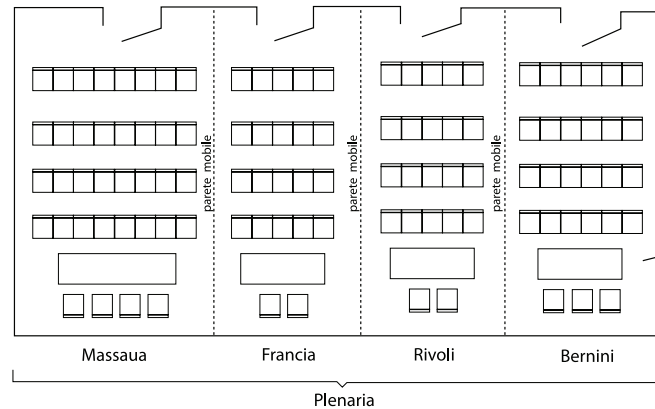 parete mobile
parete mobile
parete mobile
Massaua
Francia
Rivoli
Bernini
Plenaria